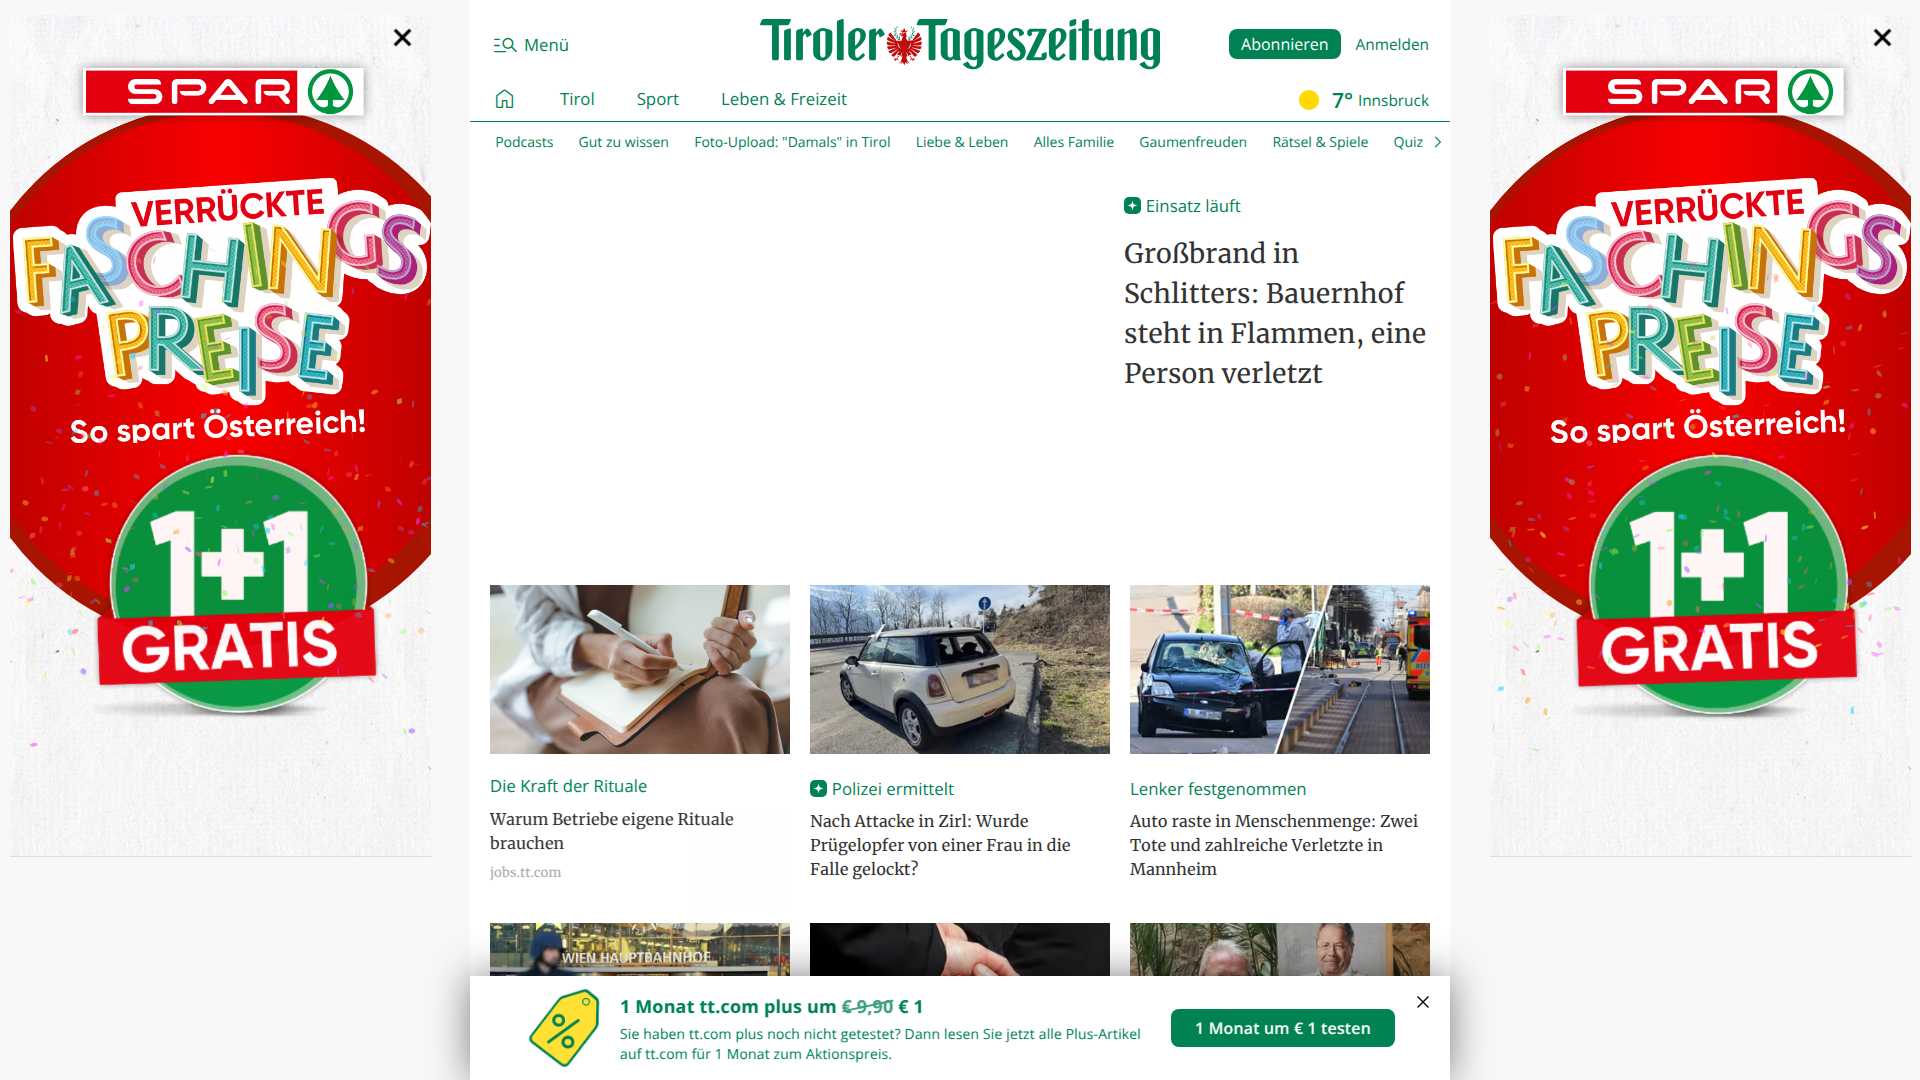 Menü
Tiroler Tageszeitung
Abonnieren
Anmelden
Tirol
Sport
Leben & Freizeit
7° Innsbruck
Podcasts
Gut zu wissen
Foto-Upload: "Damals" in Tirol
Liebe & Leben
Alles Familie
Gaumenfreuden
Rätsel & Spiele
Quiz
SPAR
VERRÜCKTE
FASCHINGS
PREISE
So spart Österreich!
1+1
GRATIS
Einsatz läuft
Großbrand in
Schlitters: Bauernhof
steht in Flammen, eine
Person verletzt
Die Kraft der Rituale
Warum Betriebe eigene Rituale
brauchen
jobs.tt.com
Polizei ermittelt
Nach Attacke in Zirl: Wurde
Prügelopfer von einer Frau in die
Falle gelockt?
Lenker festgenommen
Auto raste in Menschenmenge: Zwei
Tote und zahlreiche Verletzte in
Mannheim
WIEN HAUPTBAHNHOF
1 Monat tt.com plus um € 9,90 € 1
Sie haben tt.com plus noch nicht getestet? Dann lesen Sie jetzt alle Plus-Artikel
auf tt.com für 1 Monat zum Aktionspreis.
1 Monat um € 1 testen
SPAR
VERRÜCKTE
FASCHINGS
PREISE
So spart Österreich!
1+1
GRATIS